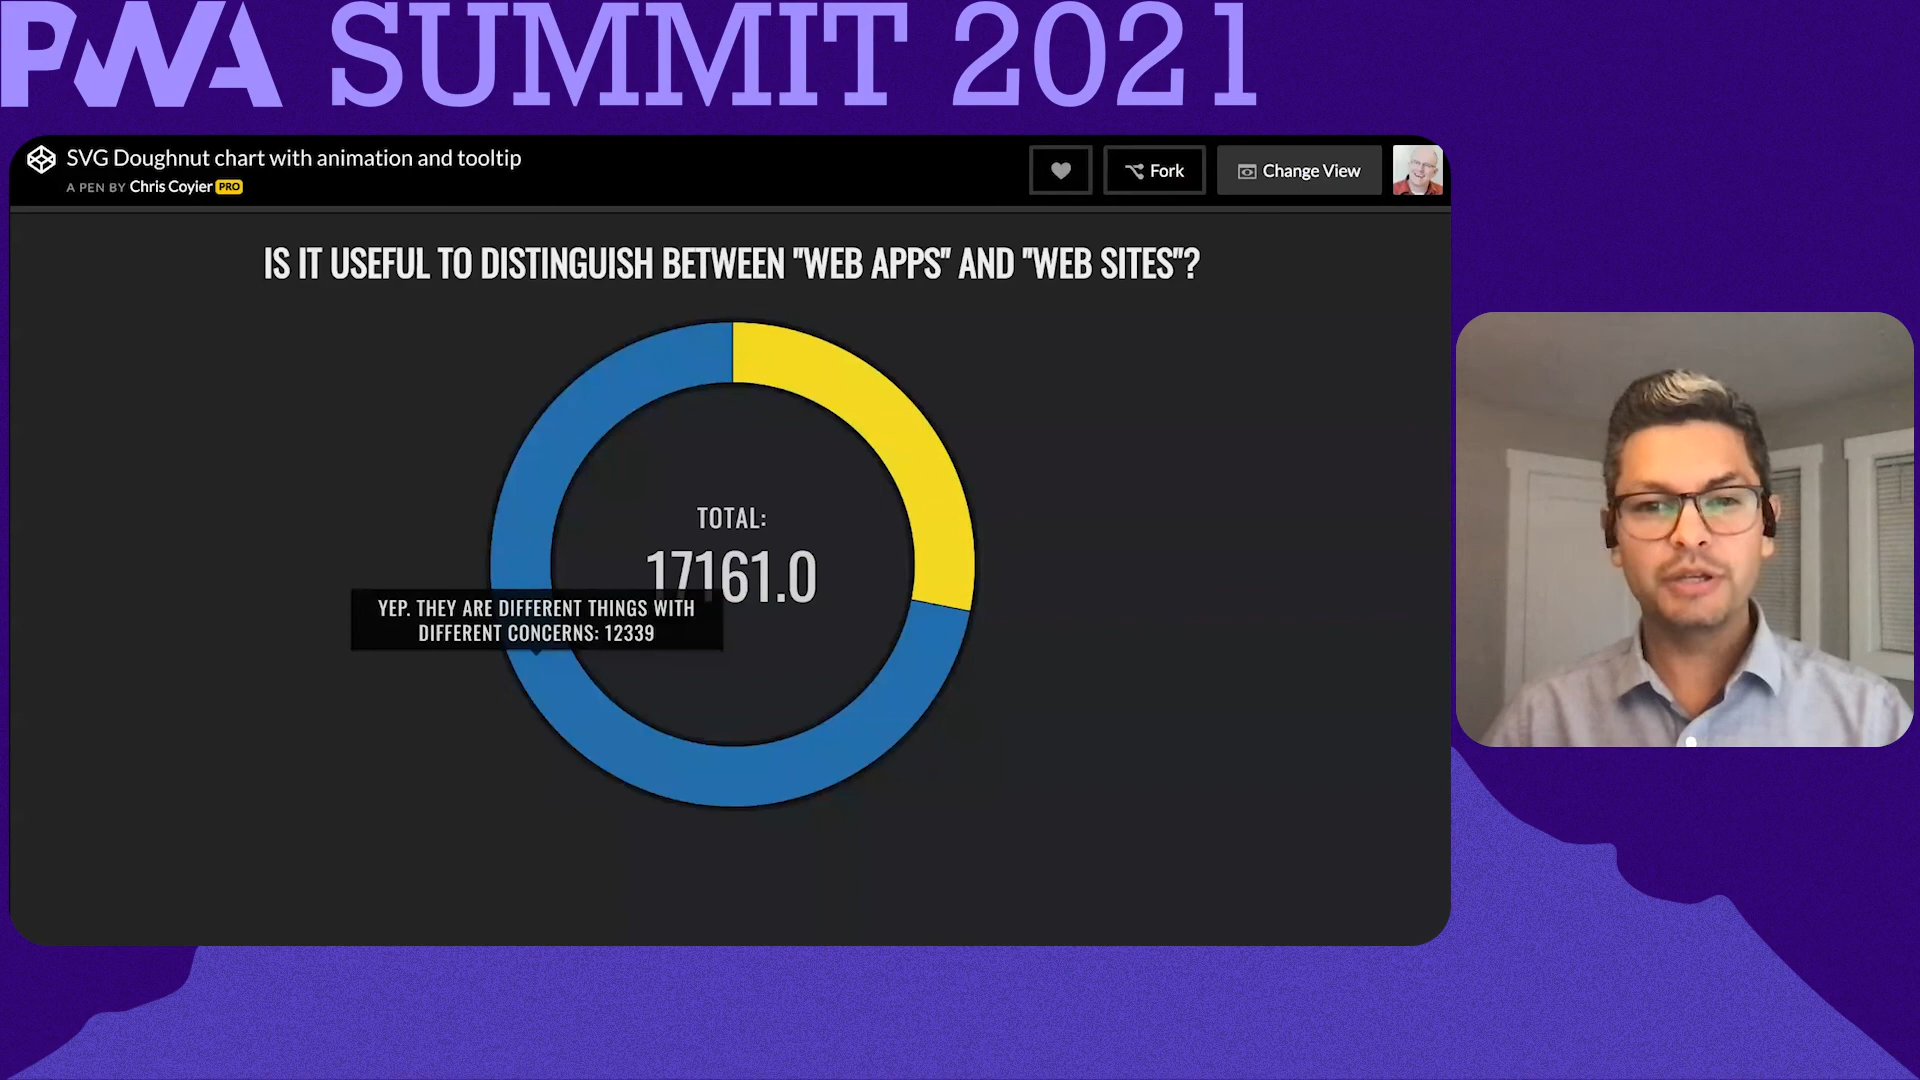 PWA SUMMIT 2021
SVG Doughnut chart with animation and tooltip
A PEN BY Chris Coyier PRO
Fork
Change View
IS IT USEFUL TO DISTINGUISH BETWEEN "WEB APPS" AND "WEB SITES"?
TOTAL:
17161.0
YEP. THEY ARE DIFFERENT THINGS WITH
DIFFERENT CONCERNS: 12339